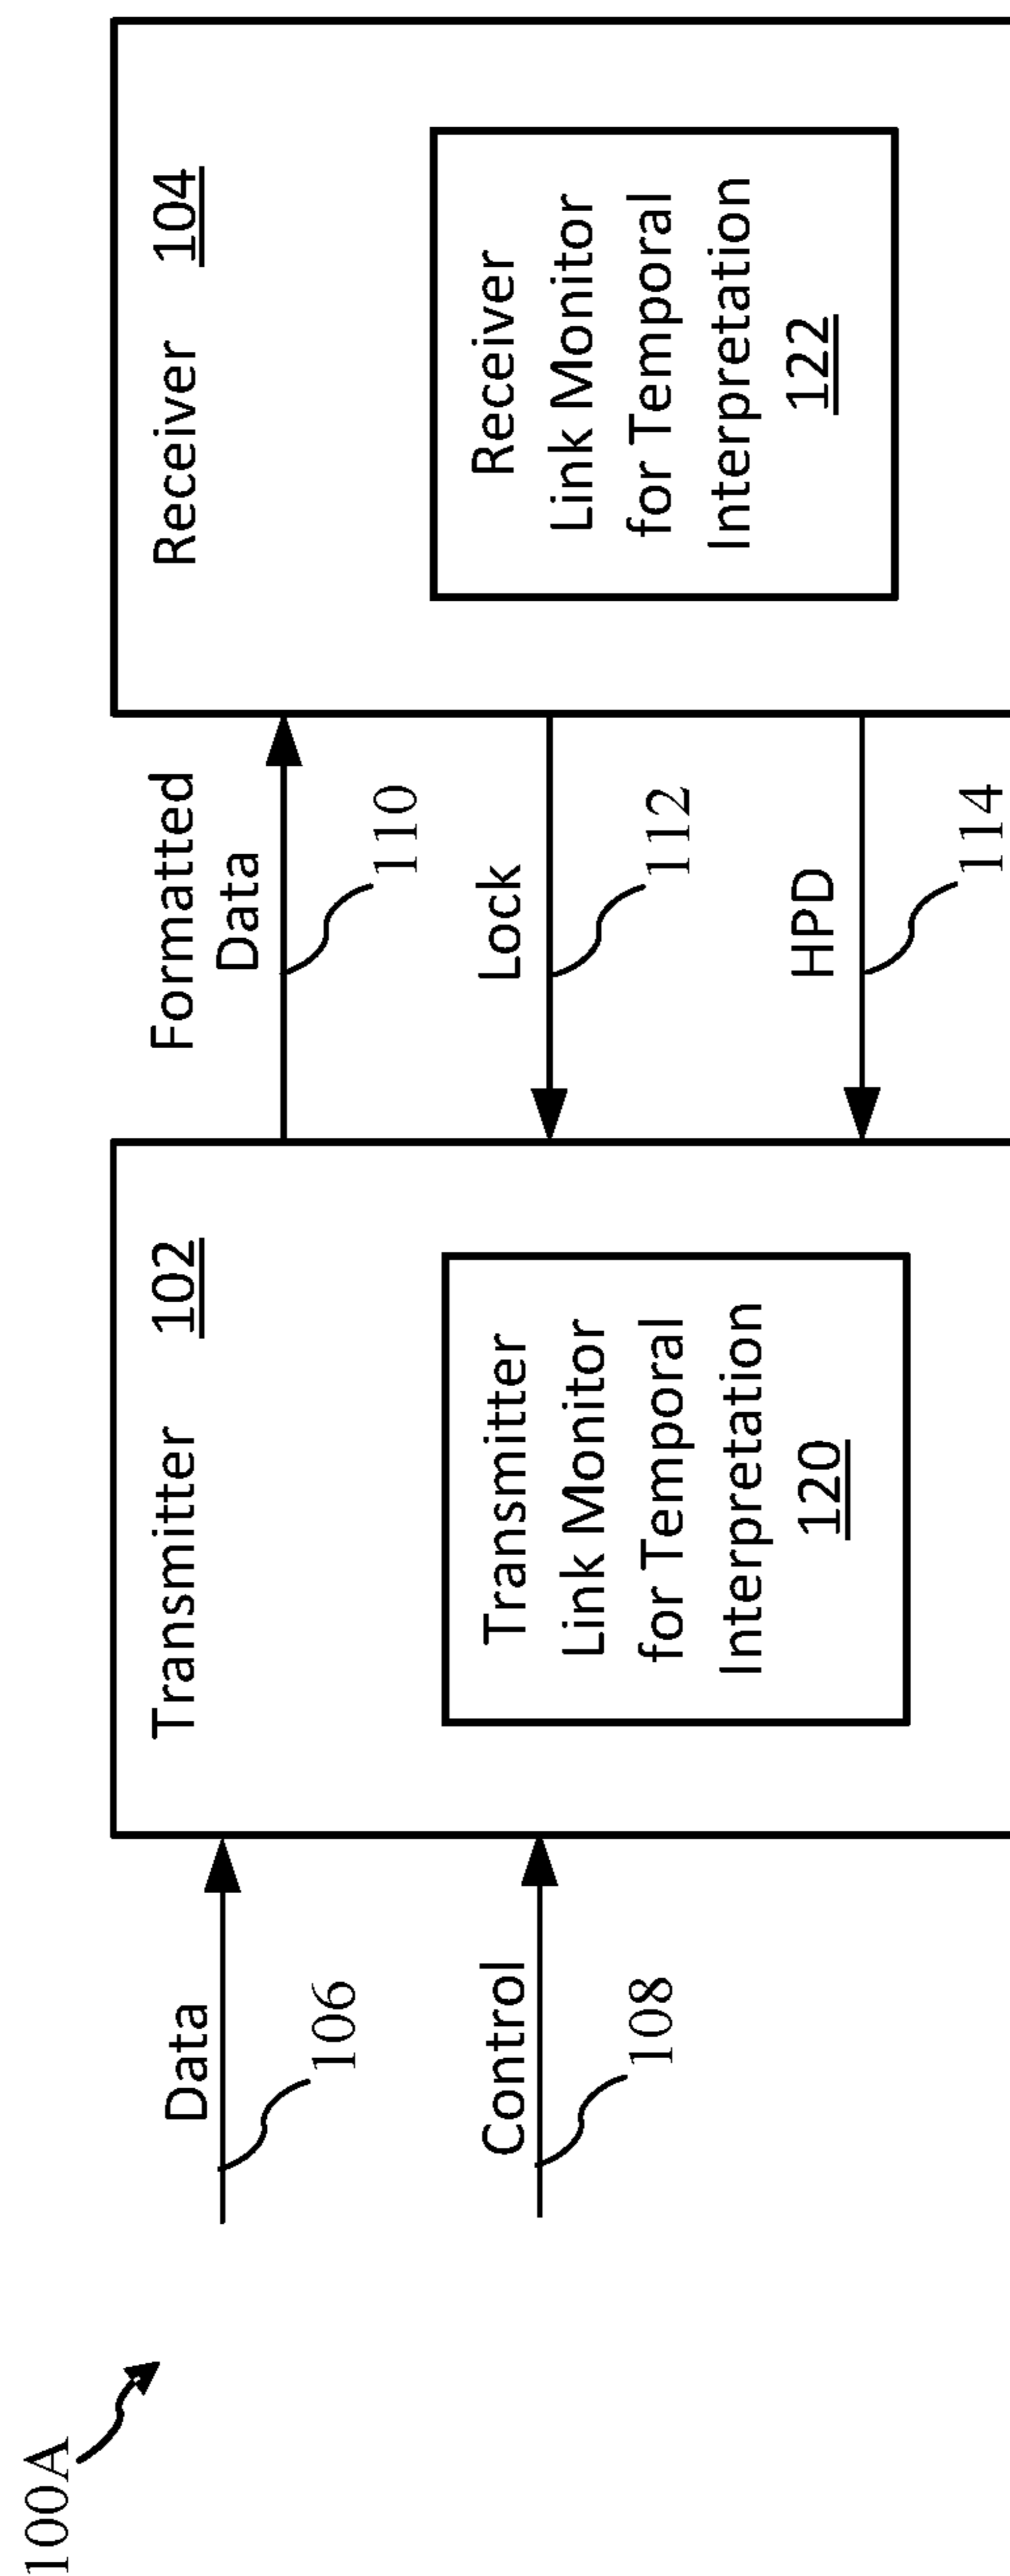 100A
Data
106
Control
108
Transmitter 102
Transmitter
Link Monitor
for Temporal
Interpretation
120
Formatted
Data
110
Lock
112
HPD
114
Receiver 104
Receiver
Link Monitor
for Temporal
Interpretation
122